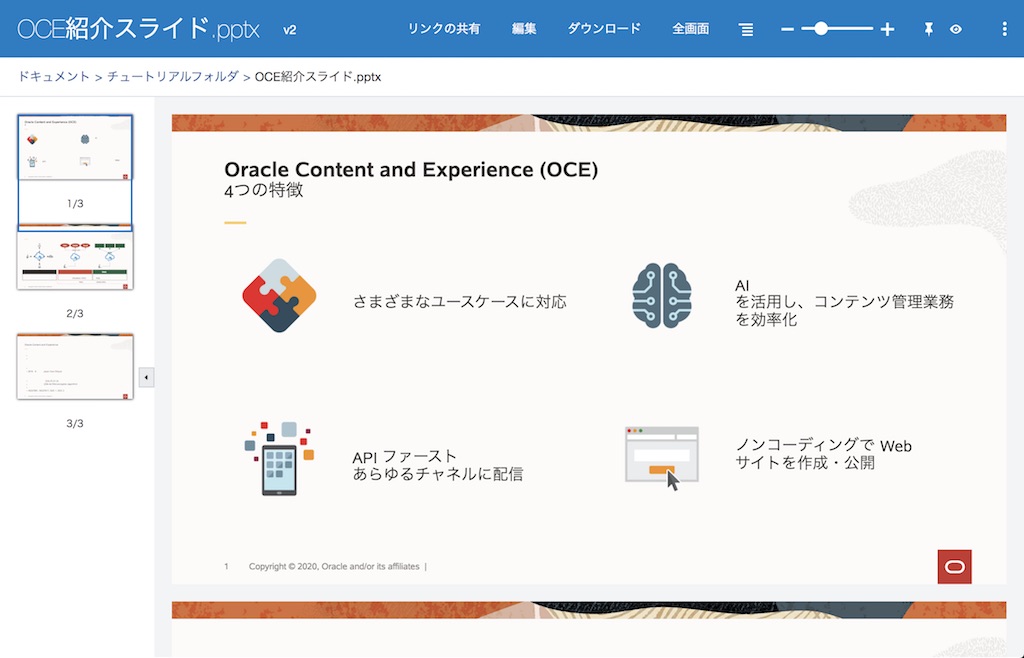 OCE紹介スライド.pptx v2 リンクの共有 編集 ダウンロード 全画面
ドキュメント > チュートリアルフォルダ > OCE紹介スライド.pptx
1/3
2/3
3/3
Oracle Content and Experience (OCE)
4つの特徴
さまざまなユースケースに対応
AI
を活用し、コンテンツ管理業務
を効率化
API ファースト
あらゆるチャネルに配信
ノンコーディングで Web
サイトを作成・公開
1 Copyright © 2020, Oracle and/or its affiliates |